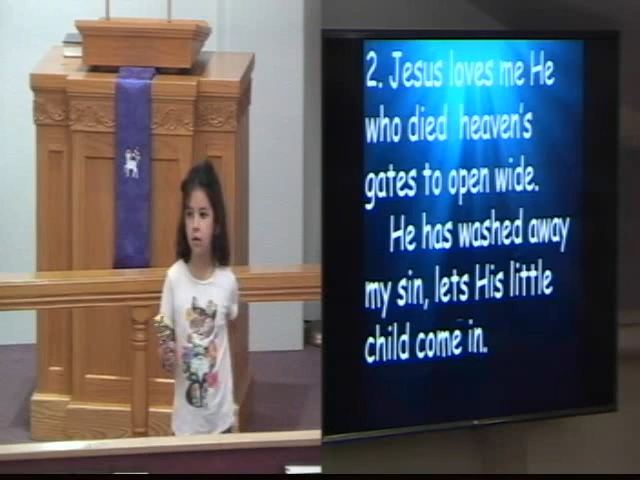 2. Jesus loves me He
who died heaven's
gates to open wide.
He has washed away
my sin, lets His little
child come in.